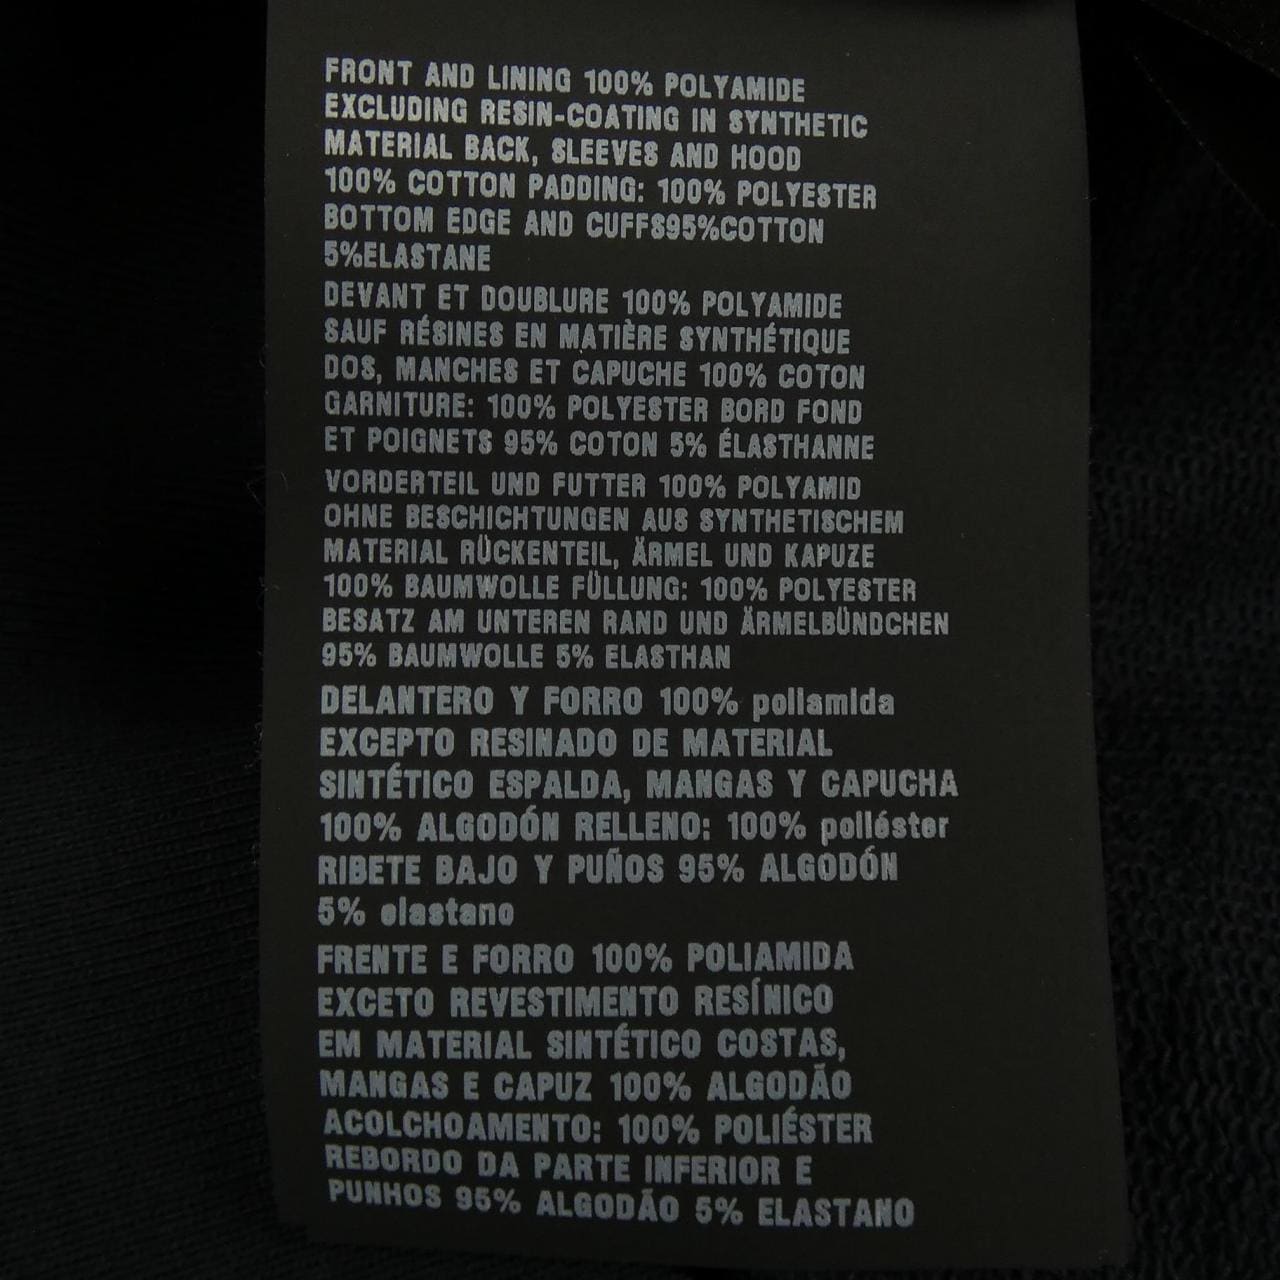 FRONT AND LINING 100% POLYAMIDE
EXCLUDING RESIN-COATING IN SYNTHETIC
MATERIAL BACK, SLEEVES AND HOOD
100% COTTON PADDING: 100% POLYESTER
BOTTOM EDGE AND CUFFS95%COTTON
5%ELASTANE
DEVANT ET DOUBLURE 100% POLYAMIDE
SAUF RÉSINES EN MATIÈRE SYNTHÉTIQUE
DOS, MANCHES ET CAPUCHE 100% COTON
GARNITURE: 100% POLYESTER BORD FOND
ET POIGNETS 95% COTON 5% ÉLASTHANNE
VORDERTEIL UND FUTTER 100% POLYAMID
OHNE BESCHICHTUNGEN AUS SYNTHETISCHEM
MATERIAL RÜCKENTEIL, ÄRMEL UND KAPUZE
100% BAUMWOLLE FÜLLUNG: 100% POLYESTER
BESATZ AM UNTEREN RAND UND ÄRMELBÜNDCHEN
95% BAUMWOLLE 5% ELASTHAN
DELANTERO Y FORRO 100% poliamida
EXCEPTO RESINADO DE MATERIAL
SINTÉTICO ESPALDA, MANGAS Y CAPUCHA
100% ALGODÓN RELLENO: 100% poliéster
RIBETE BAJO Y PUÑOS 95% ALGODÓN
5% elastano
FRENTE E FORRO 100% POLIAMIDA
EXCETO REVESTIMENTO RESÍNICO
EM MATERIAL SINTÉTICO COSTAS,
MANGAS E CAPUZ 100% ALGODÃO
ACOLCHOAMENTO: 100% POLIÉSTER
REBORDO DA PARTE INFERIOR E
PUNHOS 95% ALGODÃO 5% ELASTANO